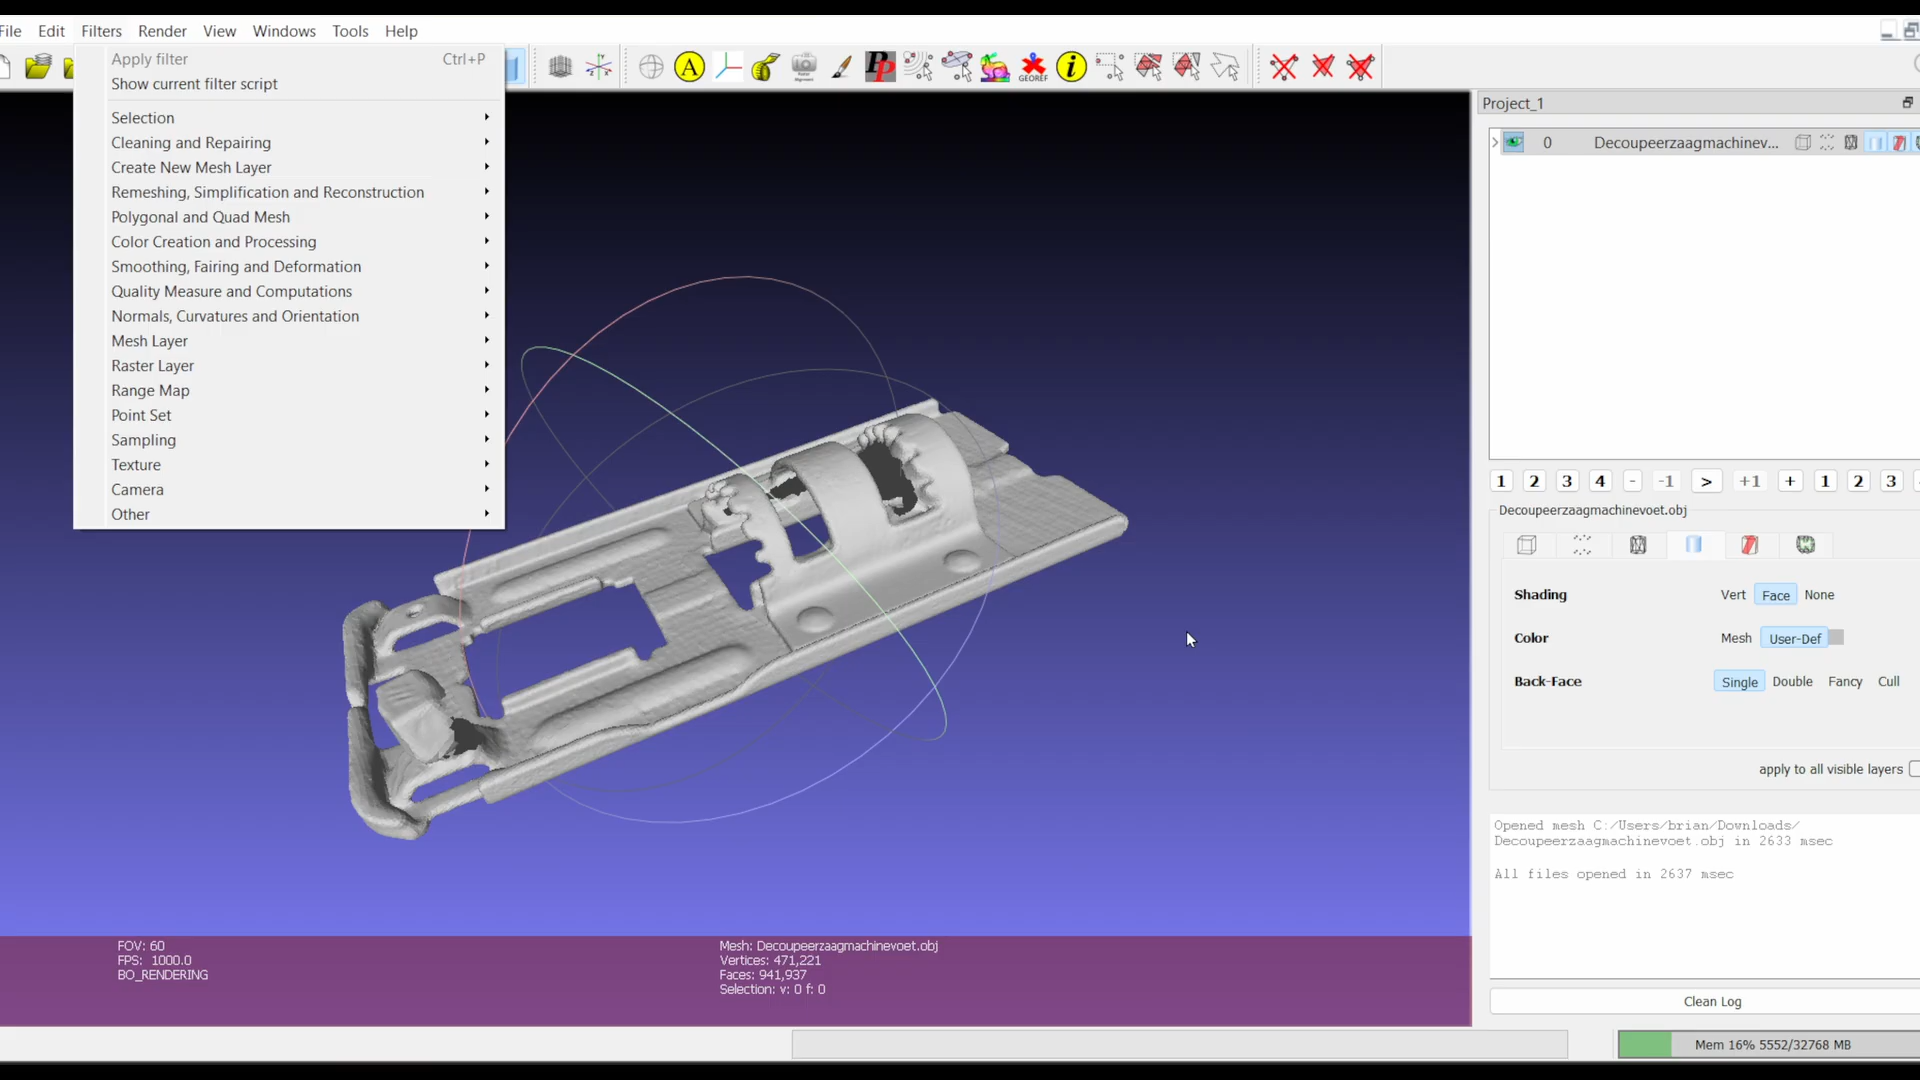 File Edit Filters Render View Windows Tools Help
Apply filter Ctrl+P
Show current filter script
Selection
Cleaning and Repairing
Create New Mesh Layer
Remeshing, Simplification and Reconstruction
Polygonal and Quad Mesh
Color Creation and Processing
Smoothing, Fairing and Deformation
Quality Measure and Computations
Normals, Curvatures and Orientation
Mesh Layer
Raster Layer
Range Map
Point Set
Sampling
Texture
Camera
Other
A
PP
GEOREF
i
Project_1
0 Decoupeerzaagmachinev...
1 2 3 4 - -1 > +1 + 1 2 3
Decoupeerzaagmachinevoet.obj
Shading Vert Face None
Color Mesh User-Def
Back-Face Single Double Fancy Cull
apply to all visible layers
Opened mesh C:/Users/brian/Downloads/
Decoupeerzaagmachinevoet.obj in 2633 msec
All files opened in 2637 msec
Clean Log
Mem 16% 5552/32768 MB
FOV: 60
FPS: 1000.0
BO_RENDERING
Mesh: Decoupeerzaagmachinevoet.obj
Vertices: 471,221
Faces: 941,937
Selection: v: 0 f: 0